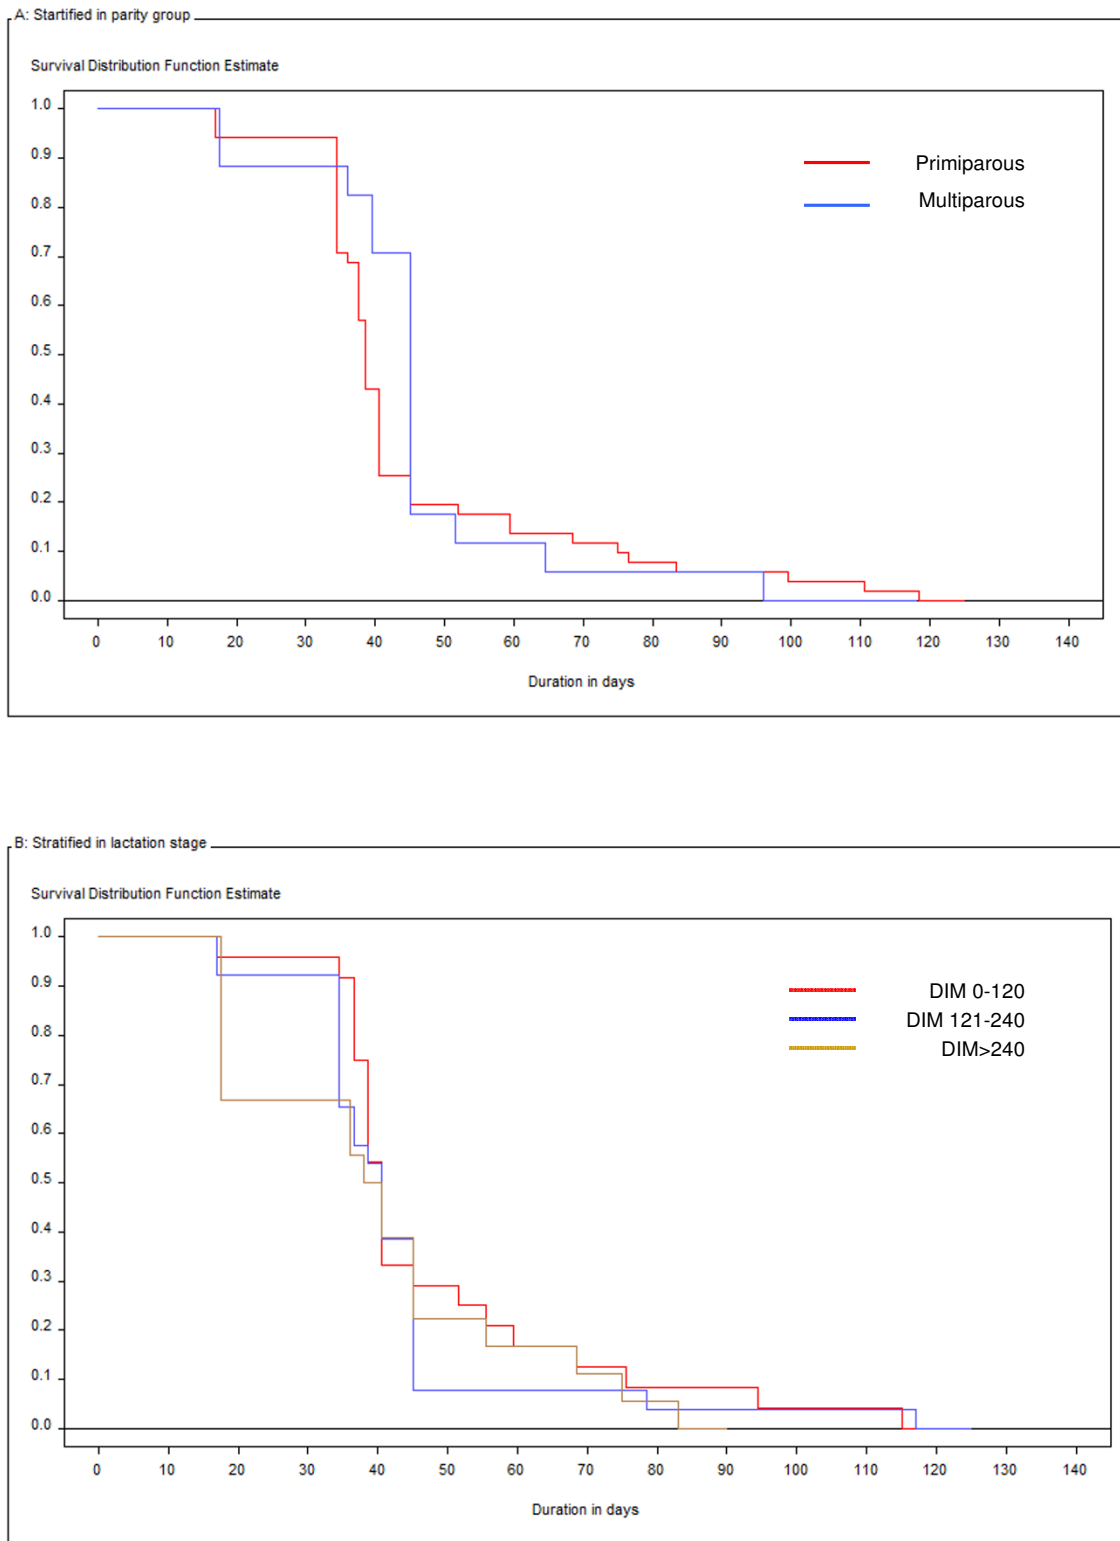 A: Startified in parity group
Survival Distribution Function Estimate
1.0
0.9
0.8
0.7
0.6
0.5
0.4
0.3
0.2
0.1
0.0
Primiparous
Multiparous
0 10 20 30 40 50 60 70 80 90 100 110 120 130 140
Duration in days
B: Stratified in lactation stage
Survival Distribution Function Estimate
1.0
0.9
0.8
0.7
0.6
0.5
0.4
0.3
0.2
0.1
0.0
DIM 0-120
DIM 121-240
DIM>240
0 10 20 30 40 50 60 70 80 90 100 110 120 130 140
Duration in days